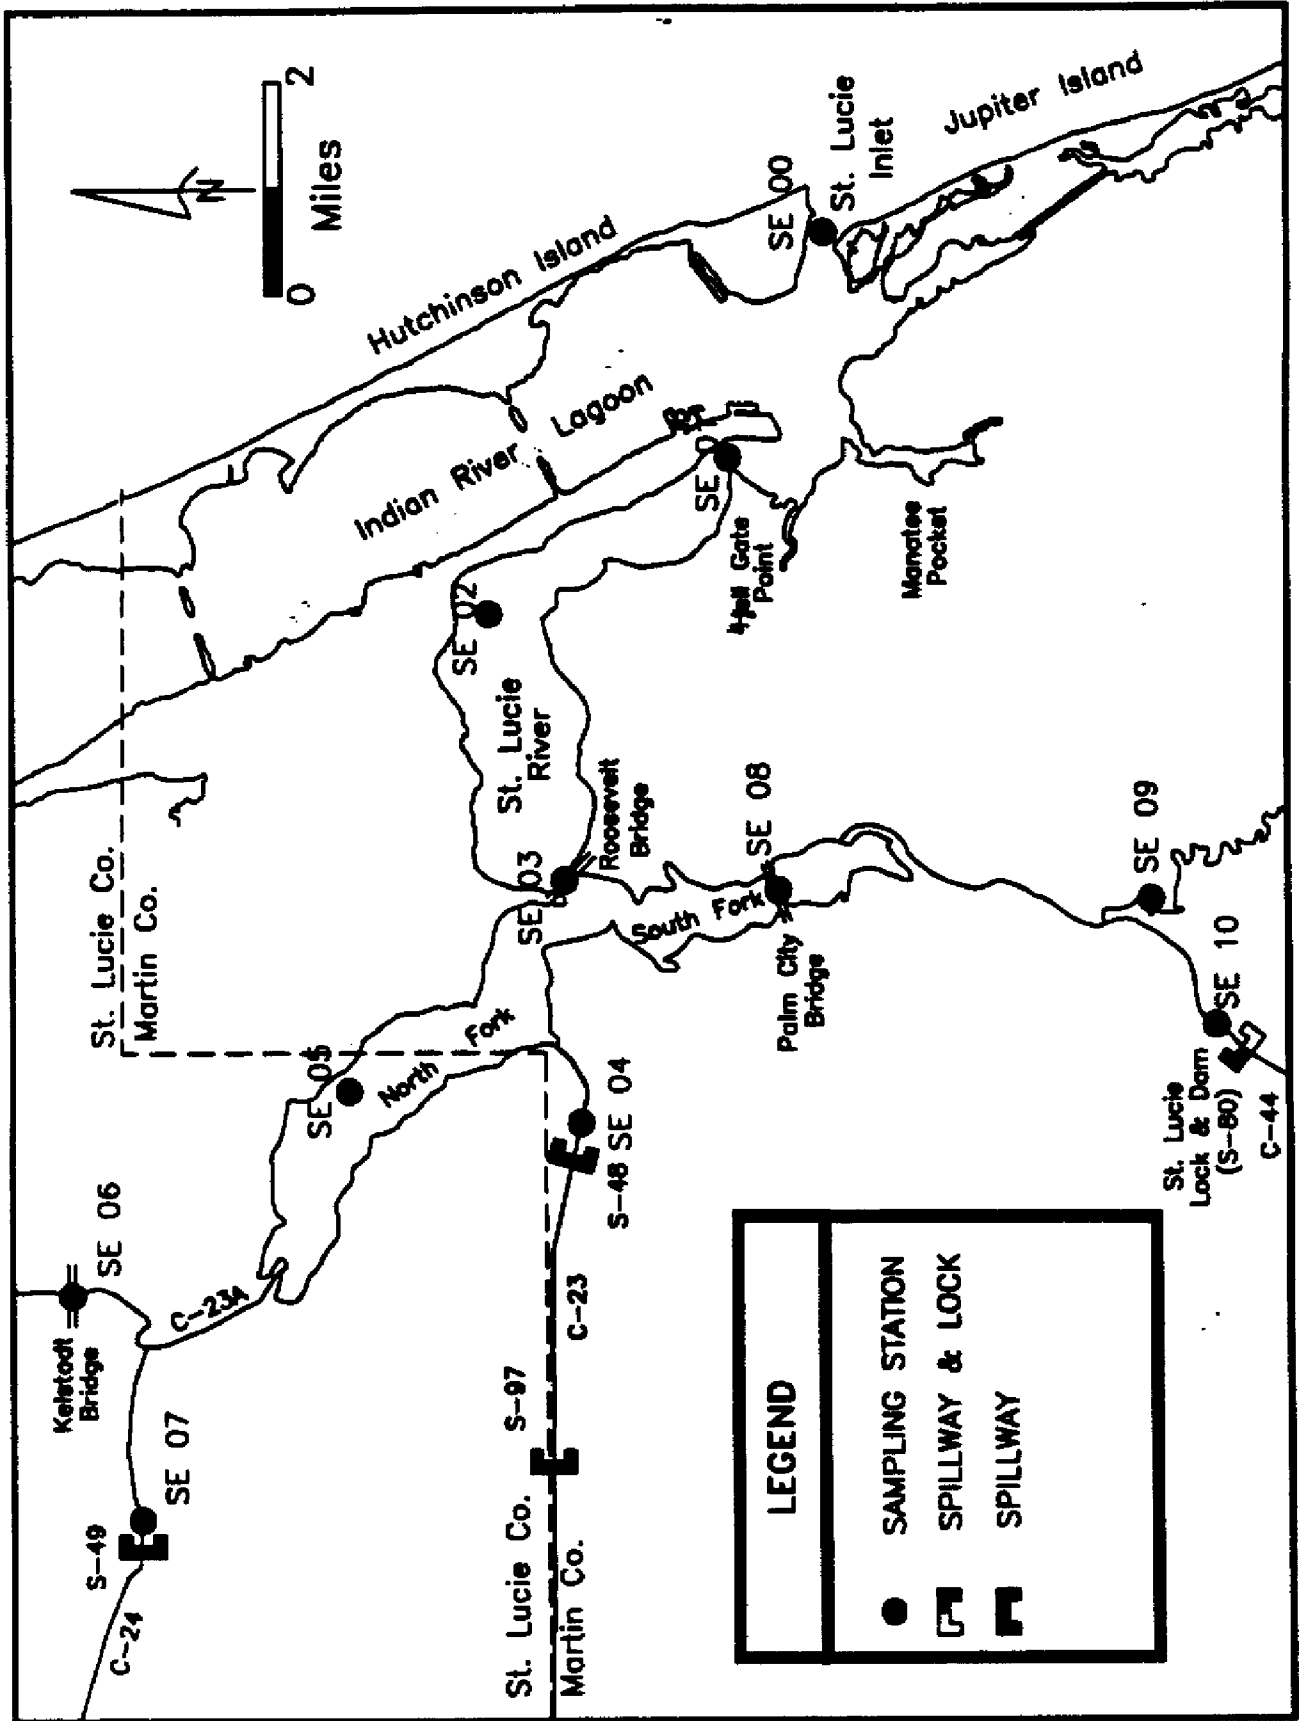 0
2
Miles
N
Hutchinson Island
Indian River Lagoon
Jupiter Island
St. Lucie
Inlet
SE 00
SE
Hell Gate
Point
Manatee
Pocket
SE 02
St. Lucie
River
SE 03
Roosevelt
Bridge
St. Lucie Co.
Martin Co.
North Fork
South Fork
SE 08
Palm City
Bridge
SE 09
SE 10
St. Lucie
Lock & Dam
(S-80)
C-44
SE 05
SE 04
S-48
C-23
S-97
St. Lucie Co.
Martin Co.
SE 06
Kelstadt
Bridge
C-23A
SE 07
S-49
C-24
LEGEND
SAMPLING STATION
SPILLWAY & LOCK
SPILLWAY